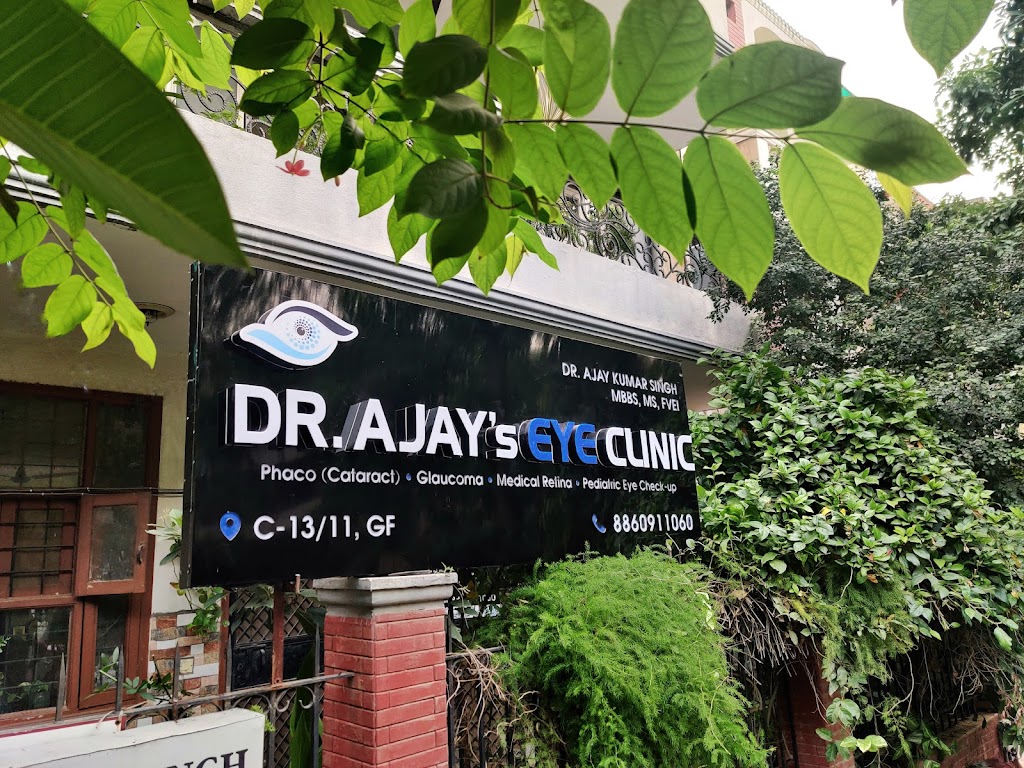 DR. AJAY KUMAR SINGH
MBBS, MS, FVEI
DR. AJAY's EYE CLINIC
Phaco (Cataract) • Glaucoma • Medical Retina • Pediatric Eye Check-up
C-13/11, GF
8860911060